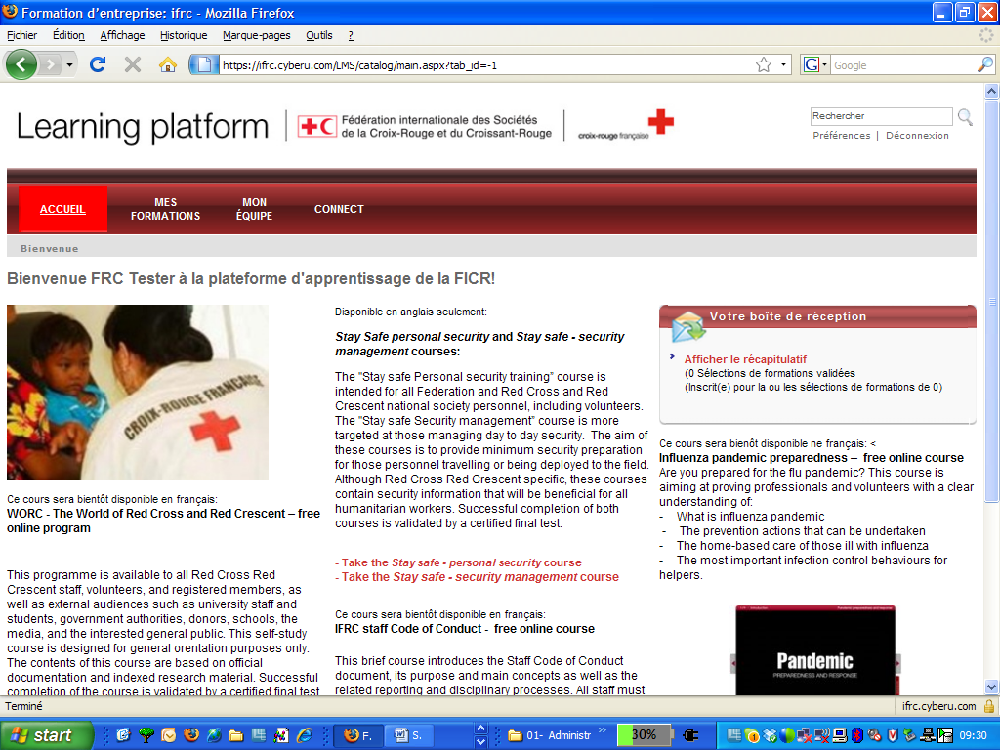 Formation d'entreprise: ifrc - Mozilla Firefox
Fichier Édition Affichage Historique Marque-pages Outils ?
https://ifrc.cyberu.com/LMS/catalog/main.aspx?tab_id=-1
G Google
Learning platform
Fédération internationale des Sociétés
de la Croix-Rouge et du Croissant-Rouge
croix-rouge française
Rechercher
Préférences | Déconnexion
ACCUEIL
MES
FORMATIONS
MON
ÉQUIPE
CONNECT
Bienvenue
Bienvenue FRC Tester à la plateforme d'apprentissage de la FICR!
CROIX-ROUGE FRANÇAISE
Ce cours sera bientôt disponible en français:
WORC - The World of Red Cross and Red Crescent – free
online program
This programme is available to all Red Cross Red
Crescent staff, volunteers, and registered members, as
well as external audiences such as university staff and
students, government authorities, donors, schools, the
media, and the interested general public. This self-study
course is designed for general orentation purposes only.
The contents of this course are based on official
documentation and indexed research material. Successful
completion of the course is validated by a certified final test
Disponible en anglais seulement:
Stay Safe personal security and Stay safe - security
management courses:
The "Stay safe Personal security training" course is
intended for all Federation and Red Cross and Red
Crescent national society personnel, including volunteers.
The "Stay safe Security management" course is more
targeted at those managing day to day security. The aim of
these courses is to provide minimum security preparation
for those personnel travelling or being deployed to the field.
Although Red Cross Red Crescent specific, these courses
contain security information that will be beneficial for all
humanitarian workers. Successful completion of both
courses is validated by a certified final test.
- Take the Stay safe - personal security course
- Take the Stay safe - security management course
Ce cours sera bientôt disponible en français:
IFRC staff Code of Conduct - free online course
This brief course introduces the Staff Code of Conduct
document, its purpose and main concepts as well as the
related reporting and disciplinary processes. All staff must
Votre boîte de réception
Afficher le récapitulatif
(0 Sélections de formations validées
(Inscrit(e) pour la ou les sélections de formations de 0)
Ce cours sera bienôt disponible ne français: <
Influenza pandemic preparedness – free online course
Are you prepared for the flu pandemic? This course is
aiming at proving professionals and volunteers with a clear
understanding of:
- What is influenza pandemic
- The prevention actions that can be undertaken
- The home-based care of those ill with influenza
- The most important infection control behaviours for
helpers.
Pandemic
PREPAREDNESS AND RESPONSE
Terminé
ifrc.cyberu.com
start
F.
S.
01- Administr
30%
09:30